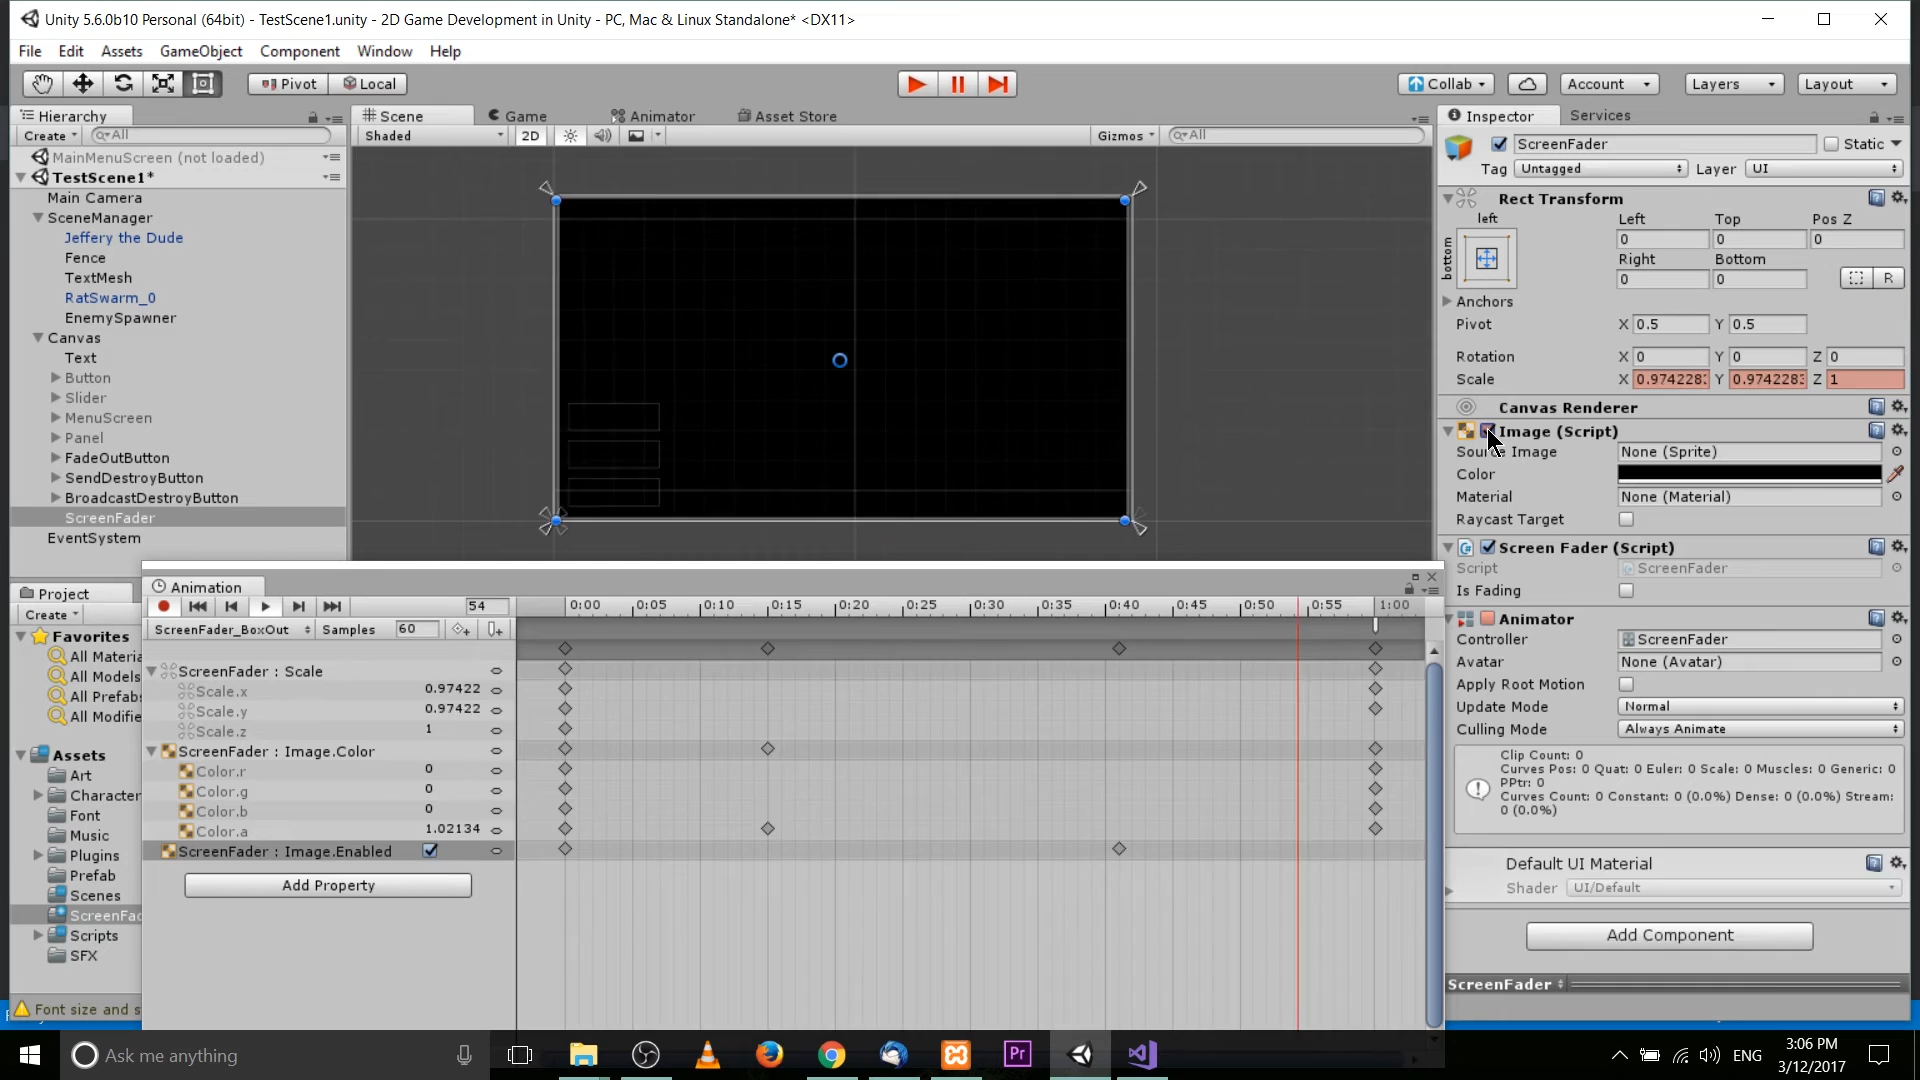 Unity 5.6.0b10 Personal (64bit) - TestScene1.unity - 2D Game Development in Unity - PC, Mac & Linux Standalone* <DX11>
File Edit Assets GameObject Component Window Help
Pivot Local Collab Account Layers Layout
Hierarchy
Create All
MainMenuScreen (not loaded)
TestScene1*
Main Camera
SceneManager
Jeffery the Dude
Fence
TextMesh
RatSwarm_0
EnemySpawner
Canvas
Text
Button
Slider
MenuScreen
Panel
FadeOutButton
SendDestroyButton
BroadcastDestroyButton
ScreenFader
EventSystem
Scene Game Animator Asset Store
Shaded 2D Gizmos All
Inspector Services
ScreenFader Static
Tag Untagged Layer UI
Rect Transform
left Left Top Pos Z
bottom 0 0 0
Right Bottom
0 0 R
Anchors
Pivot X 0.5 Y 0.5
Rotation X 0 Y 0 Z 0
Scale X 0.974228 Y 0.974228 Z 1
Canvas Renderer
Image (Script)
Source Image None (Sprite)
Color
Material None (Material)
Raycast Target
Screen Fader (Script)
Script ScreenFader
Is Fading
Animator
Controller ScreenFader
Avatar None (Avatar)
Apply Root Motion
Update Mode Normal
Culling Mode Always Animate
Clip Count: 0
Curves Pos: 0 Quat: 0 Euler: 0 Scale: 0 Muscles: 0 Generic: 0
PPtr: 0
Curves Count: 0 Constant: 0 (0.0%) Dense: 0 (0.0%) Stream:
0 (0.0%)
Default UI Material
Shader UI/Default
Add Component
ScreenFader
Project
Create
Favorites
All Materia
All Models
All Prefabs
All Modifie
Assets
Art
Character
Font
Music
Plugins
Prefab
Scenes
ScreenFac
Scripts
SFX
Font size and s
Animation
54 0:00 0:05 0:10 0:15 0:20 0:25 0:30 0:35 0:40 0:45 0:50 0:55 1:00
ScreenFader_BoxOut Samples 60
ScreenFader : Scale
Scale.x 0.97422
Scale.y 0.97422
Scale.z 1
ScreenFader : Image.Color
Color.r 0
Color.g 0
Color.b 0
Color.a 1.02134
ScreenFader : Image.Enabled
Add Property
Ask me anything
Pr
ENG
3:06 PM
3/12/2017